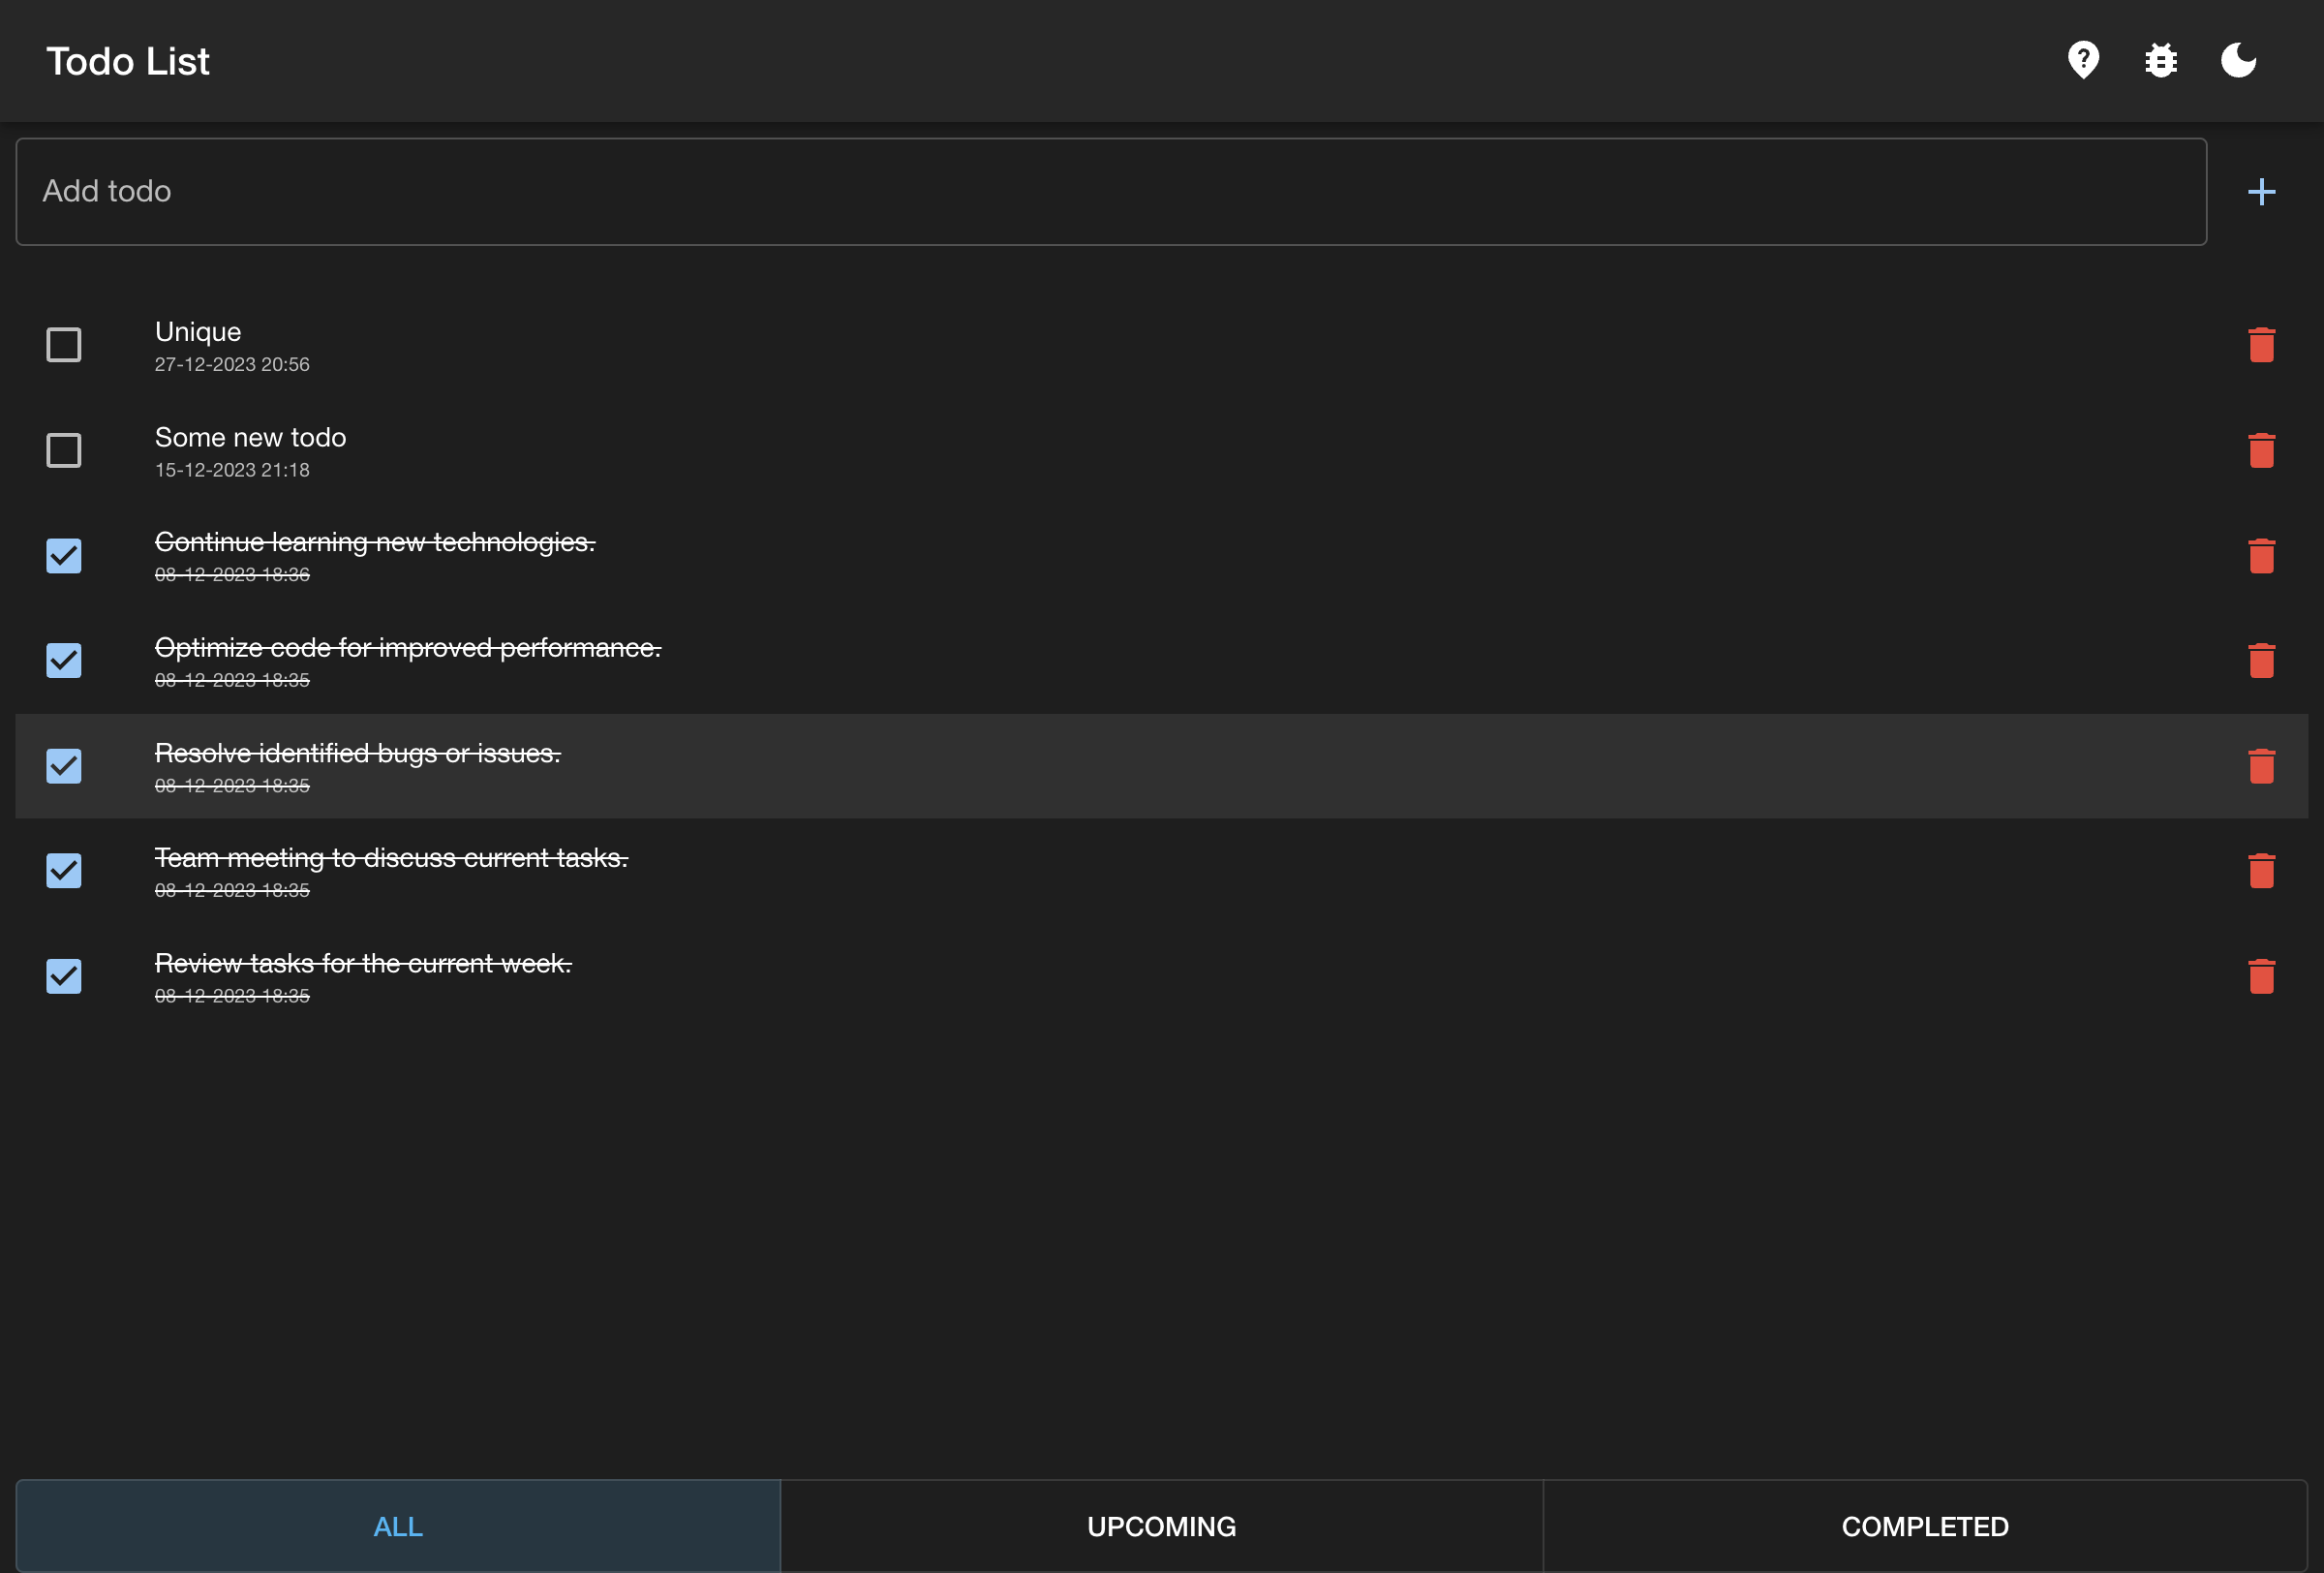 Todo List
Add todo
Unique
27-12-2023 20:56
Some new todo
15-12-2023 21:18
Continue learning new technologies.
08-12-2023 18:36
Optimize code for improved performance.
08-12-2023 18:35
Resolve identified bugs or issues.
08-12-2023 18:35
Team meeting to discuss current tasks.
08-12-2023 18:35
Review tasks for the current week.
08-12-2023 18:35
ALL
UPCOMING
COMPLETED